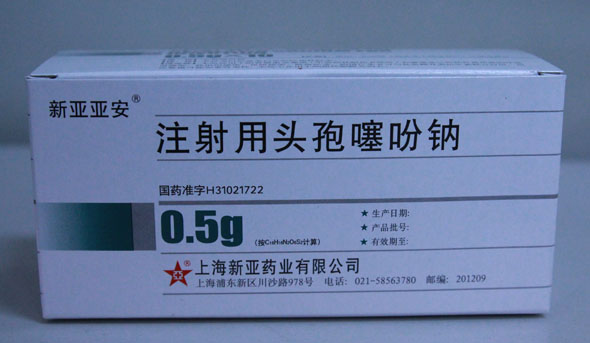 新亚亚安®
注射用头孢噻吩钠
国药准字H31021722
0.5g
(按C₁₆H₁₆N₂O₆S₂计算)
★ 生产日期:
★ 产品批号:
★ 有效期至:
上海新亚药业有限公司
上海浦东新区川沙路978号 电话: 021-58563780 邮编: 201209